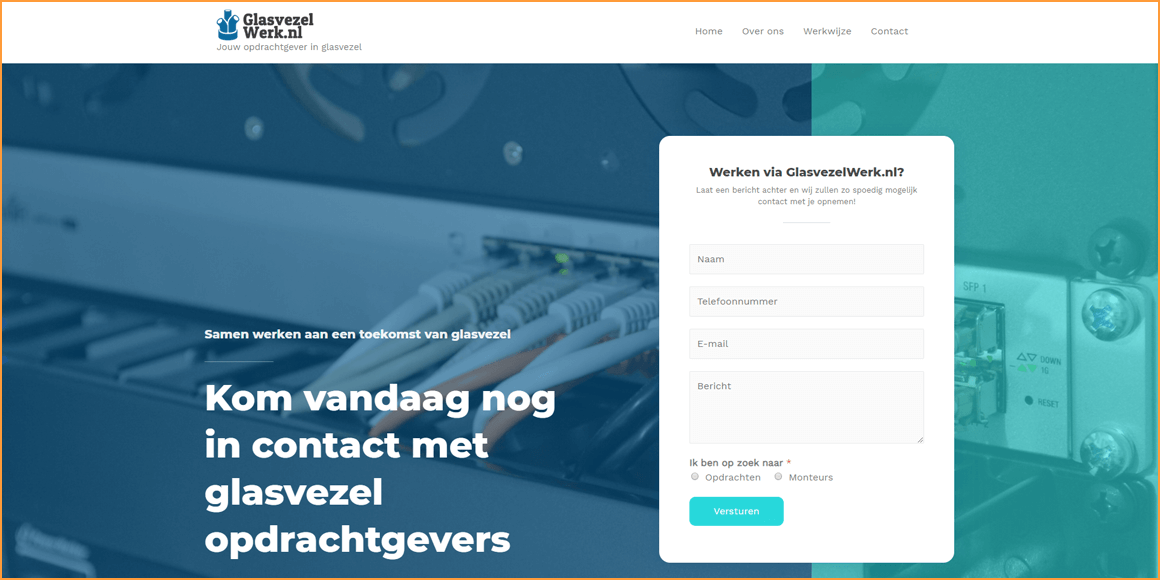 Glasvezel
Werk.nl
Jouw opdrachtgever in glasvezel
Home Over ons Werkwijze Contact
Samen werken aan een toekomst van glasvezel
Kom vandaag nog
in contact met
glasvezel
opdrachtgevers
Werken via GlasvezelWerk.nl?
Laat een bericht achter en wij zullen zo spoedig mogelijk
contact met je opnemen!
Naam
Telefoonnummer
E-mail
Bericht
Ik ben op zoek naar *
Opdrachten Monteurs
Versturen
SFP 1
DOWN
1G
RESET